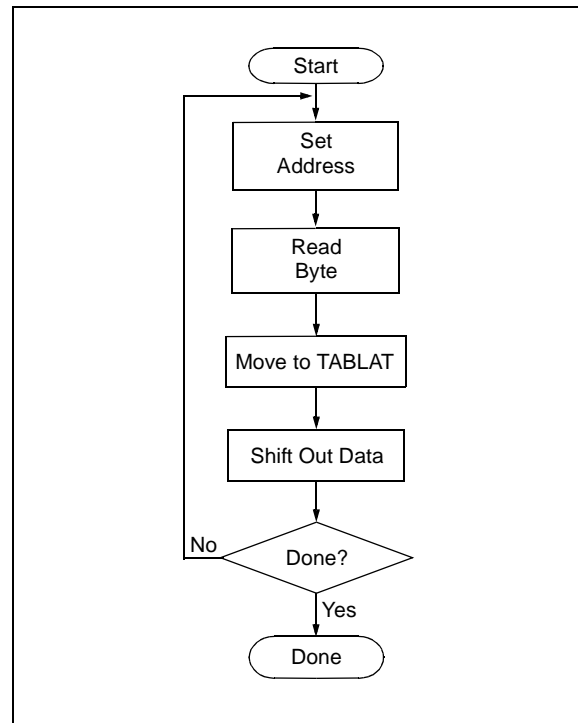 Start
Set
Address
Read
Byte
Move to TABLAT
Shift Out Data
Done?
No
Yes
Done